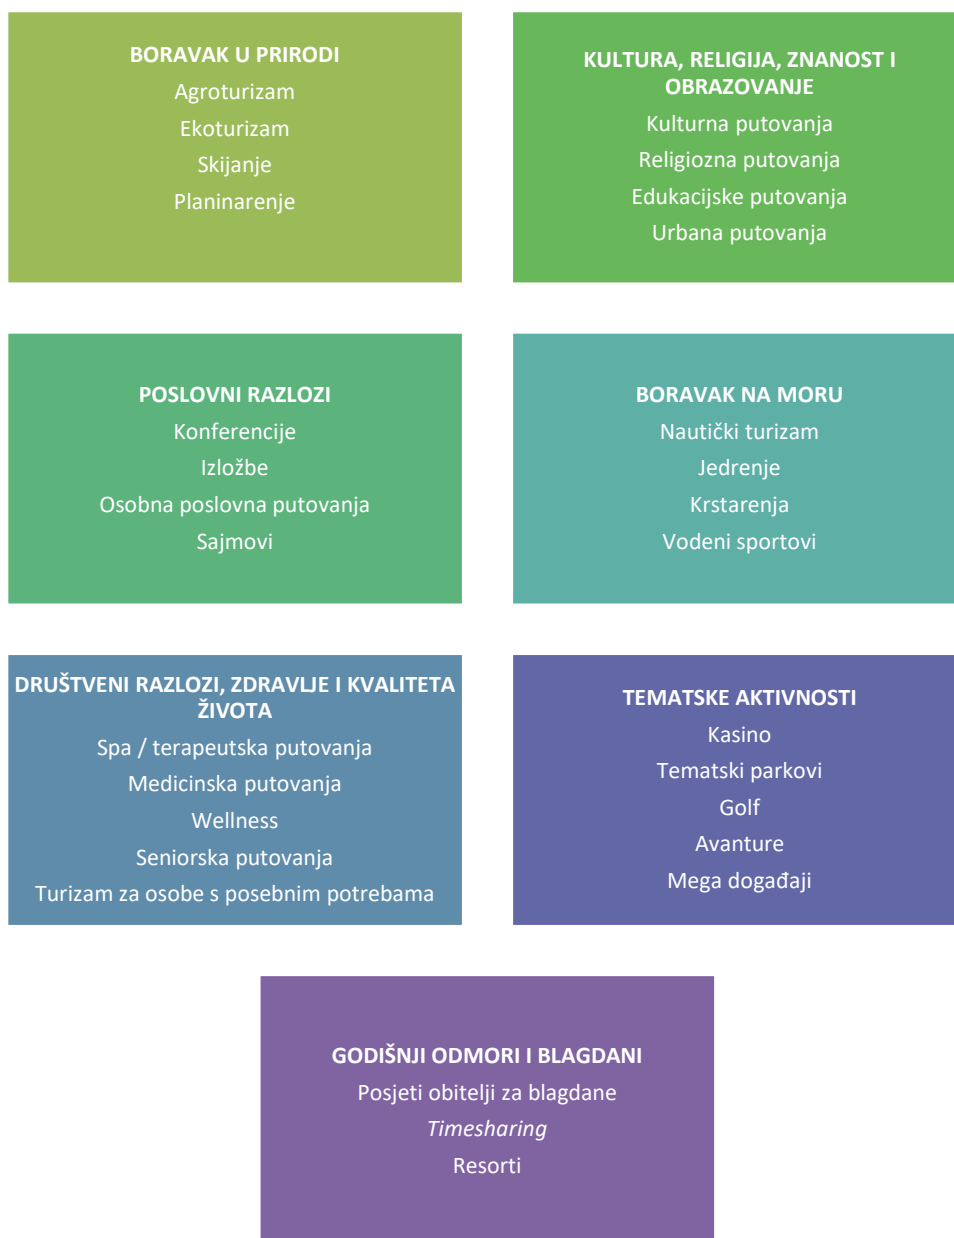 BORAVAK U PRIRODI
Agroturizam
Ekoturizam
Skijanje
Planinarenje
KULTURA, RELIGIJA, ZNANOST I
OBRAZOVANJE
Kulturna putovanja
Religiozna putovanja
Edukacijske putovanja
Urbana putovanja
POSLOVNI RAZLOZI
Konferencije
Izložbe
Osobna poslovna putovanja
Sajmovi
BORAVAK NA MORU
Nautički turizam
Jedrenje
Krstarenja
Vodeni sportovi
DRUŠTVENI RAZLOZI, ZDRAVLJE I KVALITETA
ŽIVOTA
Spa / terapeutska putovanja
Medicinska putovanja
Wellness
Seniorska putovanja
Turizam za osobe s posebnim potrebama
TEMATSKE AKTIVNOSTI
Kasino
Tematski parkovi
Golf
Avanture
Mega događaji
GODIŠNJI ODMORI I BLAGDANI
Posjeti obitelji za blagdane
Timesharing
Resorti